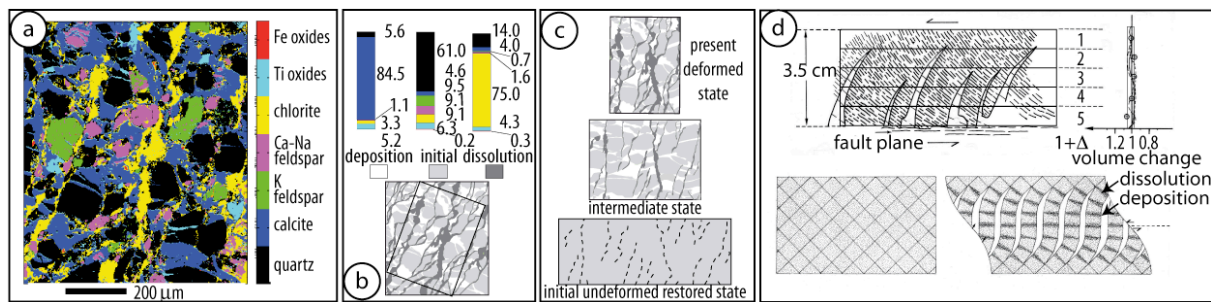 a
Fe oxides
Ti oxides
chlorite
Ca-Na
feldspar
K
feldspar
calcite
quartz
200 µm
b
5.6
84.5
1.1
3.3
5.2
61.0
4.6
9.5
9.1
9.1
6.3
0.2
14.0
4.0
0.7
1.6
75.0
4.3
0.3
deposition
initial
dissolution
c
present
deformed
state
intermediate state
initial undeformed restored state
d
3.5 cm
1
2
3
4
5
fault plane
1+Δ
1.2 1 0.8
volume change
dissolution
deposition